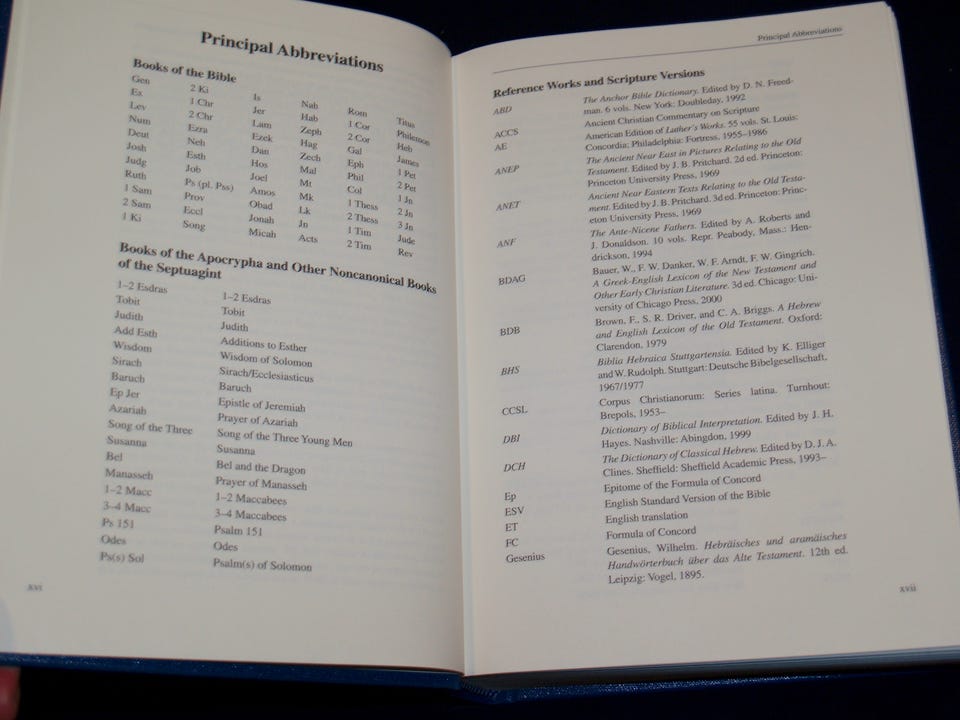 Principal Abbreviations
Books of the Bible
Gen 2 Ki Is Nah Rom Titus
Ex 1 Chr Jer Hab 1 Cor Philemon
Lev 2 Chr Lam Zeph 2 Cor Heb
Num Ezra Ezek Hag Gal James
Deut Neh Dan Zech Eph 1 Pet
Josh Esth Hos Mal Phil 2 Pet
Judg Job Joel Mt Col 1 Jn
Ruth Ps (pl. Pss) Amos Mk 1 Thess 2 Jn
1 Sam Prov Obad Lk 2 Thess 3 Jn
2 Sam Eccl Jonah Jn 1 Tim Jude
1 Ki Song Micah Acts 2 Tim Rev
Books of the Apocrypha and Other Noncanonical Books
of the Septuagint
1–2 Esdras 1–2 Esdras
Tobit Tobit
Judith Judith
Add Esth Additions to Esther
Wisdom Wisdom of Solomon
Sirach Sirach/Ecclesiasticus
Baruch Baruch
Ep Jer Epistle of Jeremiah
Azariah Prayer of Azariah
Song of the Three Song of the Three Young Men
Susanna Susanna
Bel Bel and the Dragon
Manasseh Prayer of Manasseh
1–2 Macc 1–2 Maccabees
3–4 Macc 3–4 Maccabees
Ps 151 Psalm 151
Odes Odes
Ps(s) Sol Psalm(s) of Solomon
xvi
Principal Abbreviations
Reference Works and Scripture Versions
ABD The Anchor Bible Dictionary. Edited by D. N. Freed-
man. 6 vols. New York: Doubleday, 1992
ACCS Ancient Christian Commentary on Scripture
AE American Edition of Luther's Works. 55 vols. St. Louis:
Concordia; Philadelphia: Fortress, 1955–1986
ANEP The Ancient Near East in Pictures Relating to the Old
Testament. Edited by J. B. Pritchard. 2d ed. Princeton:
Princeton University Press, 1969
ANET Ancient Near Eastern Texts Relating to the Old Testa-
ment. Edited by J. B. Pritchard. 3d ed. Princeton: Princ-
eton University Press, 1969
ANF The Ante-Nicene Fathers. Edited by A. Roberts and
J. Donaldson. 10 vols. Repr. Peabody, Mass.: Hen-
drickson, 1994
BDAG Bauer, W., F. W. Danker, W. F. Arndt, F. W. Gingrich.
A Greek-English Lexicon of the New Testament and
Other Early Christian Literature. 3d ed. Chicago: Uni-
versity of Chicago Press, 2000
BDB Brown, F., S. R. Driver, and C. A. Briggs. A Hebrew
and English Lexicon of the Old Testament. Oxford:
Clarendon, 1979
BHS Biblia Hebraica Stuttgartensia. Edited by K. Elliger
and W. Rudolph. Stuttgart: Deutsche Bibelgesellschaft,
1967/1977
CCSL Corpus Christianorum: Series latina. Turnhout:
Brepols, 1953–
DBI Dictionary of Biblical Interpretation. Edited by J. H.
Hayes. Nashville: Abingdon, 1999
DCH The Dictionary of Classical Hebrew. Edited by D. J. A.
Clines. Sheffield: Sheffield Academic Press, 1993–
Ep Epitome of the Formula of Concord
ESV English Standard Version of the Bible
ET English translation
FC Formula of Concord
Gesenius Gesenius, Wilhelm. Hebräisches und aramäisches
Handwörterbuch über das Alte Testament. 12th ed.
Leipzig: Vogel, 1895.
xvii